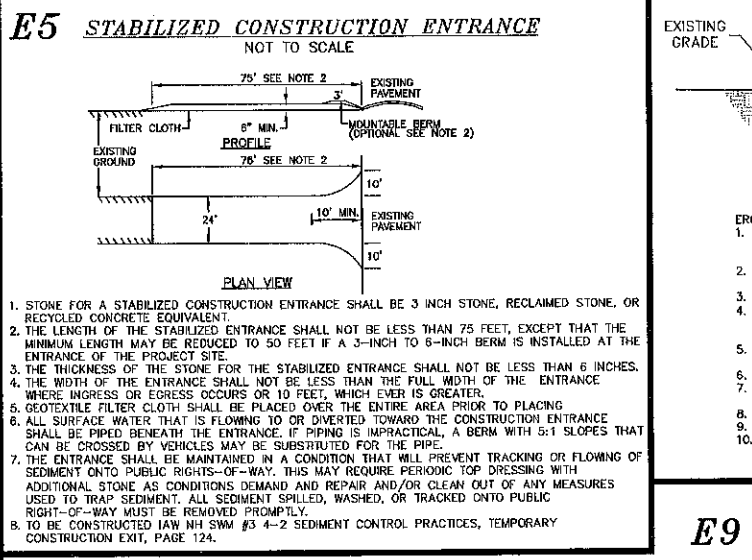 E5 STABILIZED CONSTRUCTION ENTRANCE
NOT TO SCALE
75' SEE NOTE 2
EXISTING
PAVEMENT
3'
FILTER CLOTH
6" MIN.
MOUNTABLE BERM
(OPTIONAL SEE NOTE 2)
PROFILE
EXISTING
GROUND
75' SEE NOTE 2
10'
24'
10' MIN.
EXISTING
PAVEMENT
10'
PLAN VIEW
1. STONE FOR A STABILIZED CONSTRUCTION ENTRANCE SHALL BE 3 INCH STONE, RECLAIMED STONE, OR
RECYCLED CONCRETE EQUIVALENT.
2. THE LENGTH OF THE STABILIZED ENTRANCE SHALL NOT BE LESS THAN 75 FEET, EXCEPT THAT THE
MINIMUM LENGTH MAY BE REDUCED TO 50 FEET IF A 3-INCH TO 6-INCH BERM IS INSTALLED AT THE
ENTRANCE OF THE PROJECT SITE.
3. THE THICKNESS OF THE STONE FOR THE STABILIZED ENTRANCE SHALL NOT BE LESS THAN 6 INCHES.
4. THE WIDTH OF THE ENTRANCE SHALL NOT BE LESS THAN THE FULL WIDTH OF THE ENTRANCE
WHERE INGRESS OR EGRESS OCCURS OR 10 FEET, WHICH EVER IS GREATER.
5. GEOTEXTILE FILTER CLOTH SHALL BE PLACED OVER THE ENTIRE AREA PRIOR TO PLACING
6. ALL SURFACE WATER THAT IS FLOWING TO OR DIVERTED TOWARD THE CONSTRUCTION ENTRANCE
SHALL BE PIPED BENEATH THE ENTRANCE. IF PIPING IS IMPRACTICAL, A BERM WITH 5:1 SLOPES THAT
CAN BE CROSSED BY VEHICLES MAY BE SUBSTITUTED FOR THE PIPE.
7. THE ENTRANCE SHALL BE MAINTAINED IN A CONDITION THAT WILL PREVENT TRACKING OR FLOWING OF
SEDIMENT ONTO PUBLIC RIGHTS-OF-WAY. THIS MAY REQUIRE PERIODIC TOP DRESSING WITH
ADDITIONAL STONE AS CONDITIONS DEMAND AND REPAIR AND/OR CLEAN OUT OF ANY MEASURES
USED TO TRAP SEDIMENT. ALL SEDIMENT SPILLED, WASHED, OR TRACKED ONTO PUBLIC
RIGHT-OF-WAY MUST BE REMOVED PROMPTLY.
8. TO BE CONSTRUCTED IAW NH SWM #3 4-2 SEDIMENT CONTROL PRACTICES, TEMPORARY
CONSTRUCTION EXIT, PAGE 124.
EXISTING
GRADE
1.
2.
3.
4.
5.
6.
7.
8.
9.
10.
E9